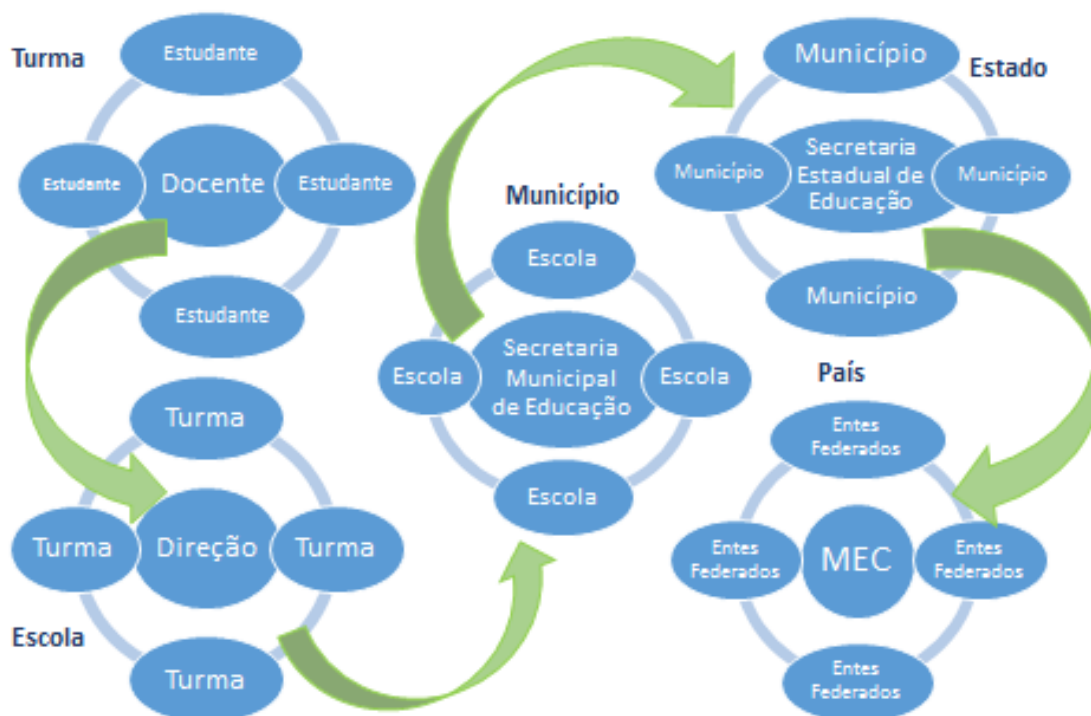 Turma
Estudante
Estudante
Docente
Estudante
Estudante
Turma
Turma
Direção
Turma
Turma
Escola
Município
Escola
Escola
Secretaria
Municipal
de Educação
Escola
Escola
Estado
Município
Município
Secretaria
Estadual de
Educação
Município
Município
País
Entes
Federados
Entes
Federados
MEC
Entes
Federados
Entes
Federados